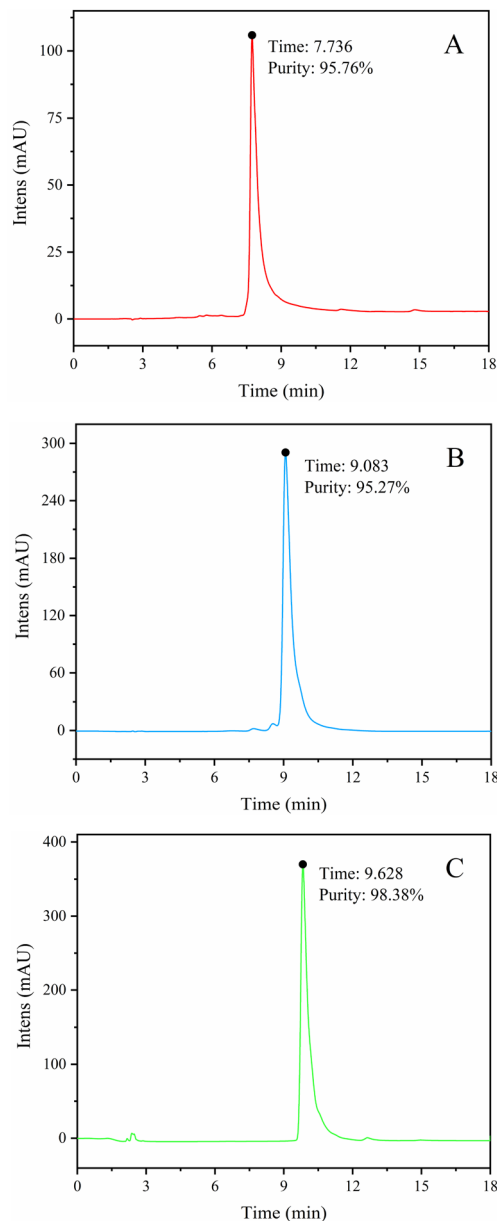 A
Time: 7.736
Purity: 95.76%
100
75
50
25
0
Intens (mAU)
0 3 6 9 12 15 18
Time (min)
B
Time: 9.083
Purity: 95.27%
300
240
180
120
60
0
Intens (mAU)
0 3 6 9 12 15 18
Time (min)
C
Time: 9.628
Purity: 98.38%
400
300
200
100
0
Intens (mAU)
0 3 6 9 12 15 18
Time (min)